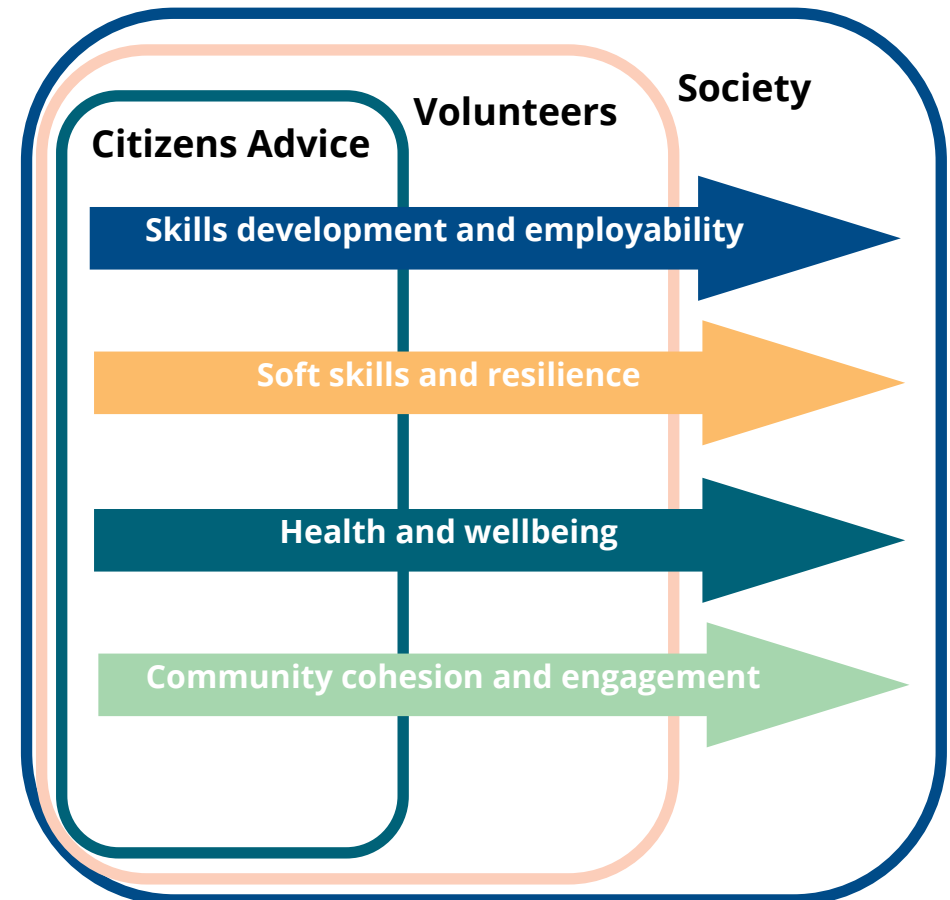 Citizens Advice
Volunteers
Society
Skills development and employability
Soft skills and resilience
Health and wellbeing
Community cohesion and engagement